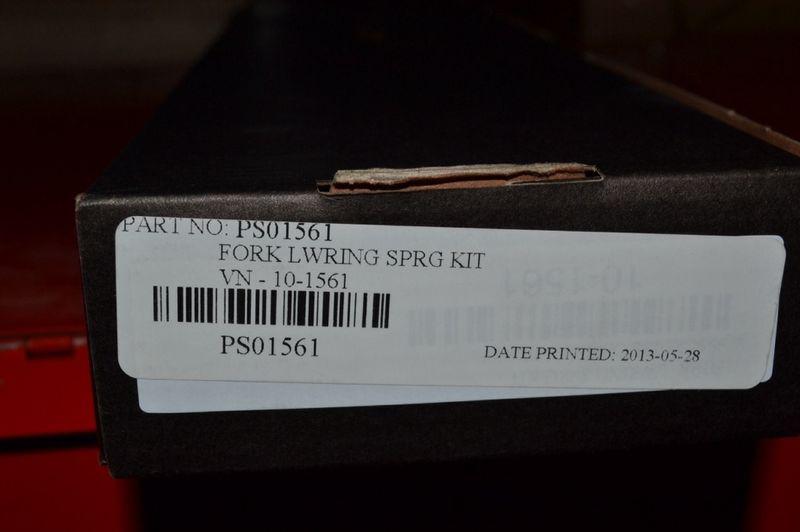 PART NO: PS01561
FORK LWRING SPRG KIT
VN - 10-1561
PS01561
DATE PRINTED: 2013-05-28